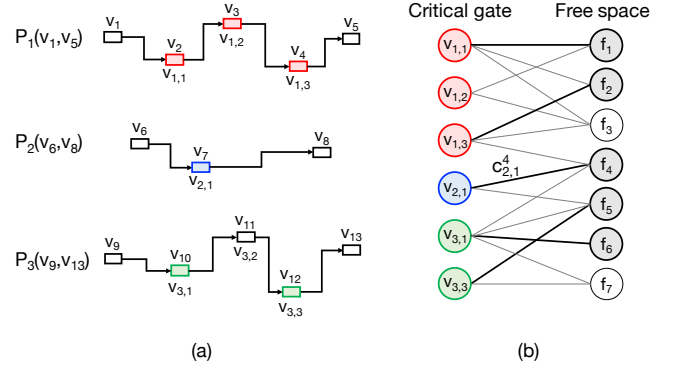 Critical gate
Free space
P1(v1,v5)
v1
v2
v1,1
v3
v1,2
v4
v1,3
v5
P2(v6,v8)
v6
v7
v2,1
v8
P3(v9,v13)
v9
v10
v3,1
v11
v3,2
v12
v3,3
v13
(a)
v1,1
v1,2
v1,3
v2,1
v3,1
v3,3
c⁴2,1
f1
f2
f3
f4
f5
f6
f7
(b)